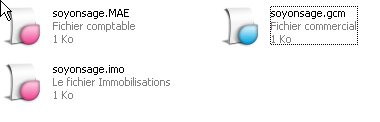 soyonsage.MAE
Fichier comptable
1 Ko
soyonsage.gcm
Fichier commercial
1 Ko
soyonsage.imo
Le fichier Immobilisations
1 Ko